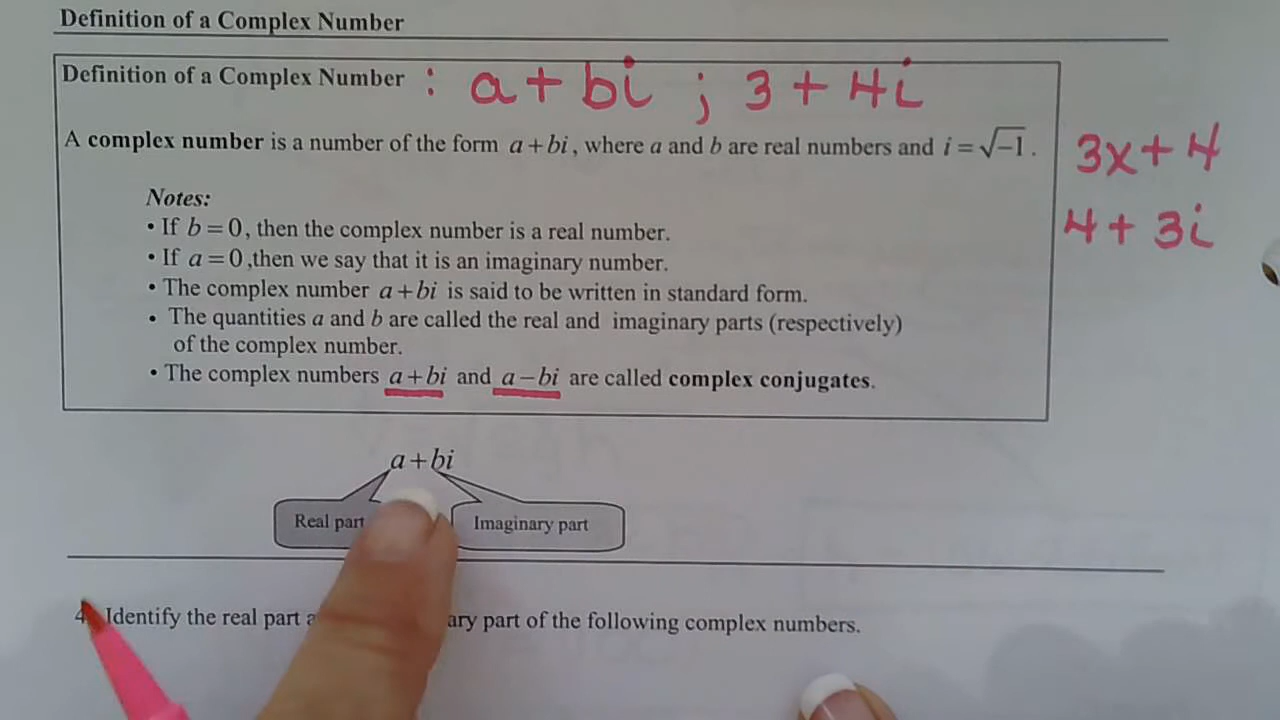 Definition of a Complex Number
Definition of a Complex Number : a + bi ; 3 + 4i
A complex number is a number of the form a + bi, where a and b are real numbers and i = √-1.
3x + 4
4 + 3i
Notes:
• If b = 0, then the complex number is a real number.
• If a = 0 ,then we say that it is an imaginary number.
• The complex number a + bi is said to be written in standard form.
• The quantities a and b are called the real and imaginary parts (respectively)
of the complex number.
• The complex numbers a + bi and a − bi are called complex conjugates.
a + bi
Real part
Imaginary part
4. Identify the real part ary part of the following complex numbers.